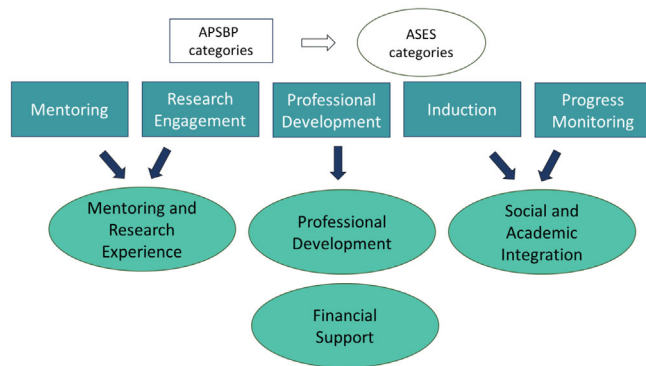 APSBP
categories
ASES
categories
Mentoring
Research
Engagement
Professional
Development
Induction
Progress
Monitoring
Mentoring and
Research
Experience
Professional
Development
Social and
Academic
Integration
Financial
Support